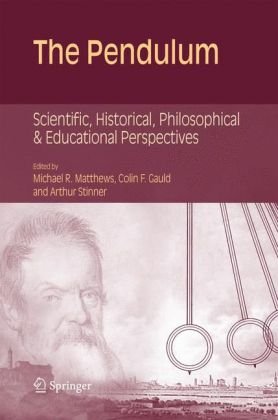 The Pendulum
Scientific, Historical, Philosophical
& Educational Perspectives
Edited by
Michael R. Matthews, Colin F. Gauld
and Arthur Stinner
Springer